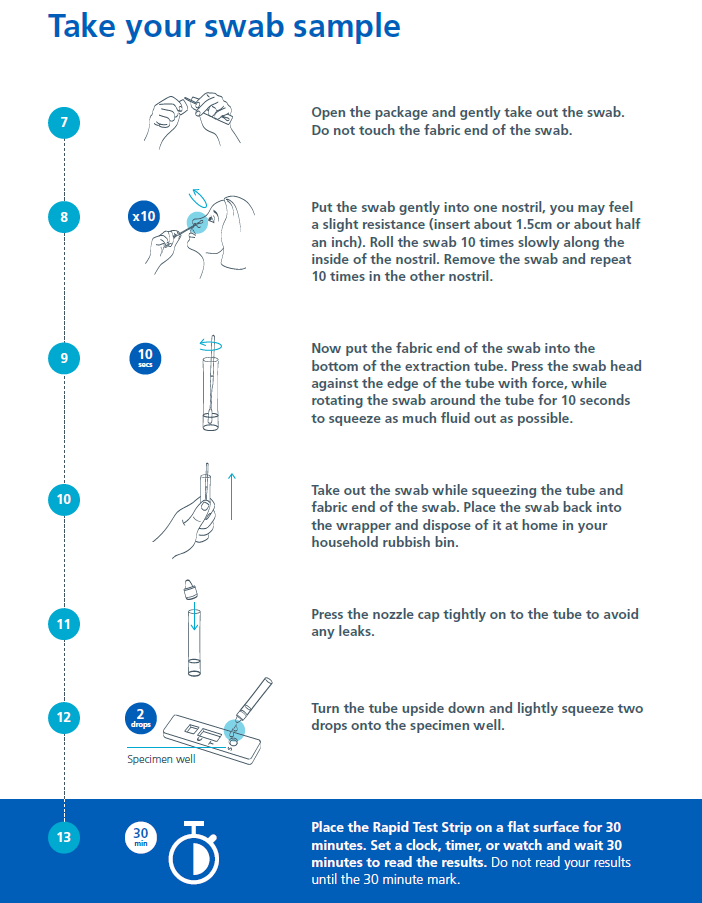 Take your swab sample
7
Open the package and gently take out the swab.
Do not touch the fabric end of the swab.
8
x10
Put the swab gently into one nostril, you may feel
a slight resistance (insert about 1.5cm or about half
an inch). Roll the swab 10 times slowly along the
inside of the nostril. Remove the swab and repeat
10 times in the other nostril.
9
10
secs
Now put the fabric end of the swab into the
bottom of the extraction tube. Press the swab head
against the edge of the tube with force, while
rotating the swab around the tube for 10 seconds
to squeeze as much fluid out as possible.
10
Take out the swab while squeezing the tube and
fabric end of the swab. Place the swab back into
the wrapper and dispose of it at home in your
household rubbish bin.
11
Press the nozzle cap tightly on to the tube to avoid
any leaks.
12
2
drops
C
T
S
Specimen well
Turn the tube upside down and lightly squeeze two
drops onto the specimen well.
13
30
min
Place the Rapid Test Strip on a flat surface for 30
minutes. Set a clock, timer, or watch and wait 30
minutes to read the results. Do not read your results
until the 30 minute mark.